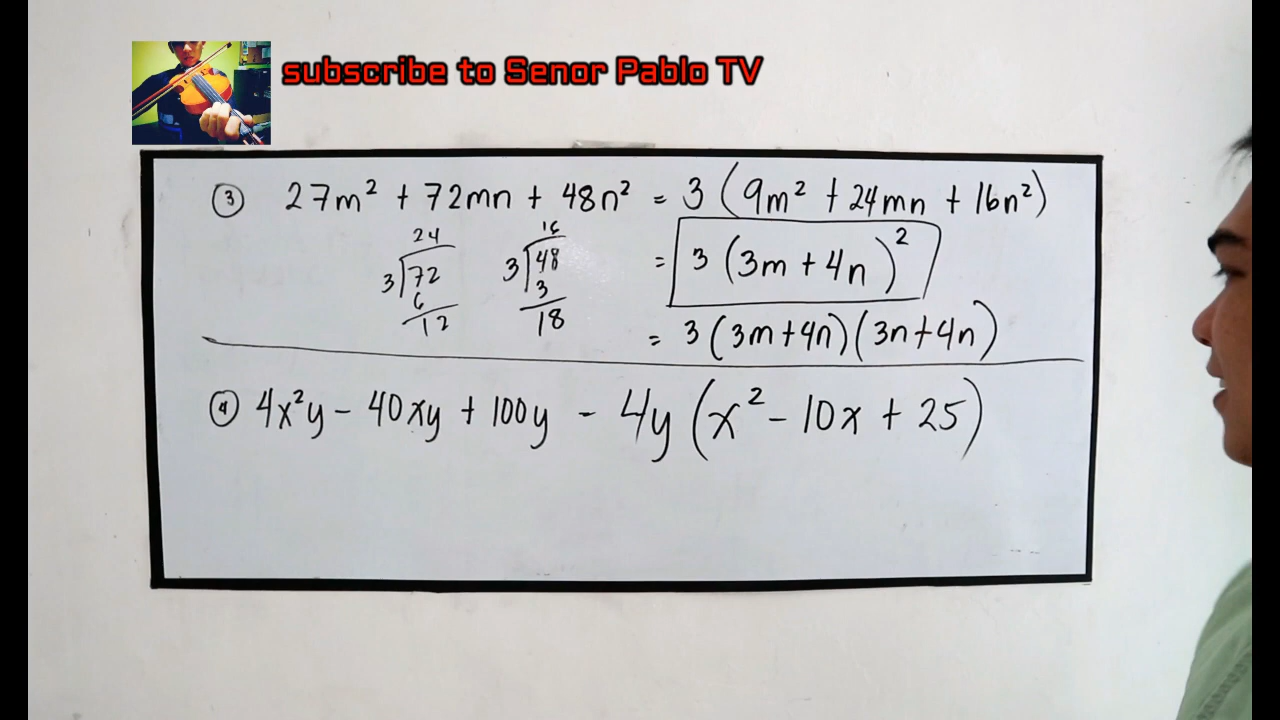 subscribe to Senor Pablo TV
③ 27m² + 72mn + 48n² = 3 (9m² + 24mn + 16n²)
24 16
3 72 3 48 = 3 (3m + 4n)²
6 3
12 18 = 3 (3m + 4n) (3n + 4n)
④ 4x²y - 40xy + 100y - 4y (x² - 10x + 25)